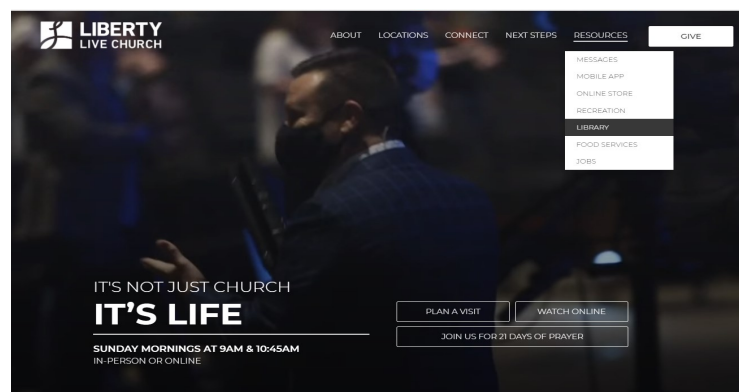 LIBERTY
LIVE CHURCH
ABOUT LOCATIONS CONNECT NEXT STEPS RESOURCES GIVE
MESSAGES
MOBILE APP
ONLINE STORE
RECREATION
LIBRARY
FOOD SERVICES
JOBS
IT'S NOT JUST CHURCH
IT'S LIFE
SUNDAY MORNINGS AT 9AM & 10:45AM
IN-PERSON OR ONLINE
PLAN A VISIT WATCH ONLINE
JOIN US FOR 21 DAYS OF PRAYER